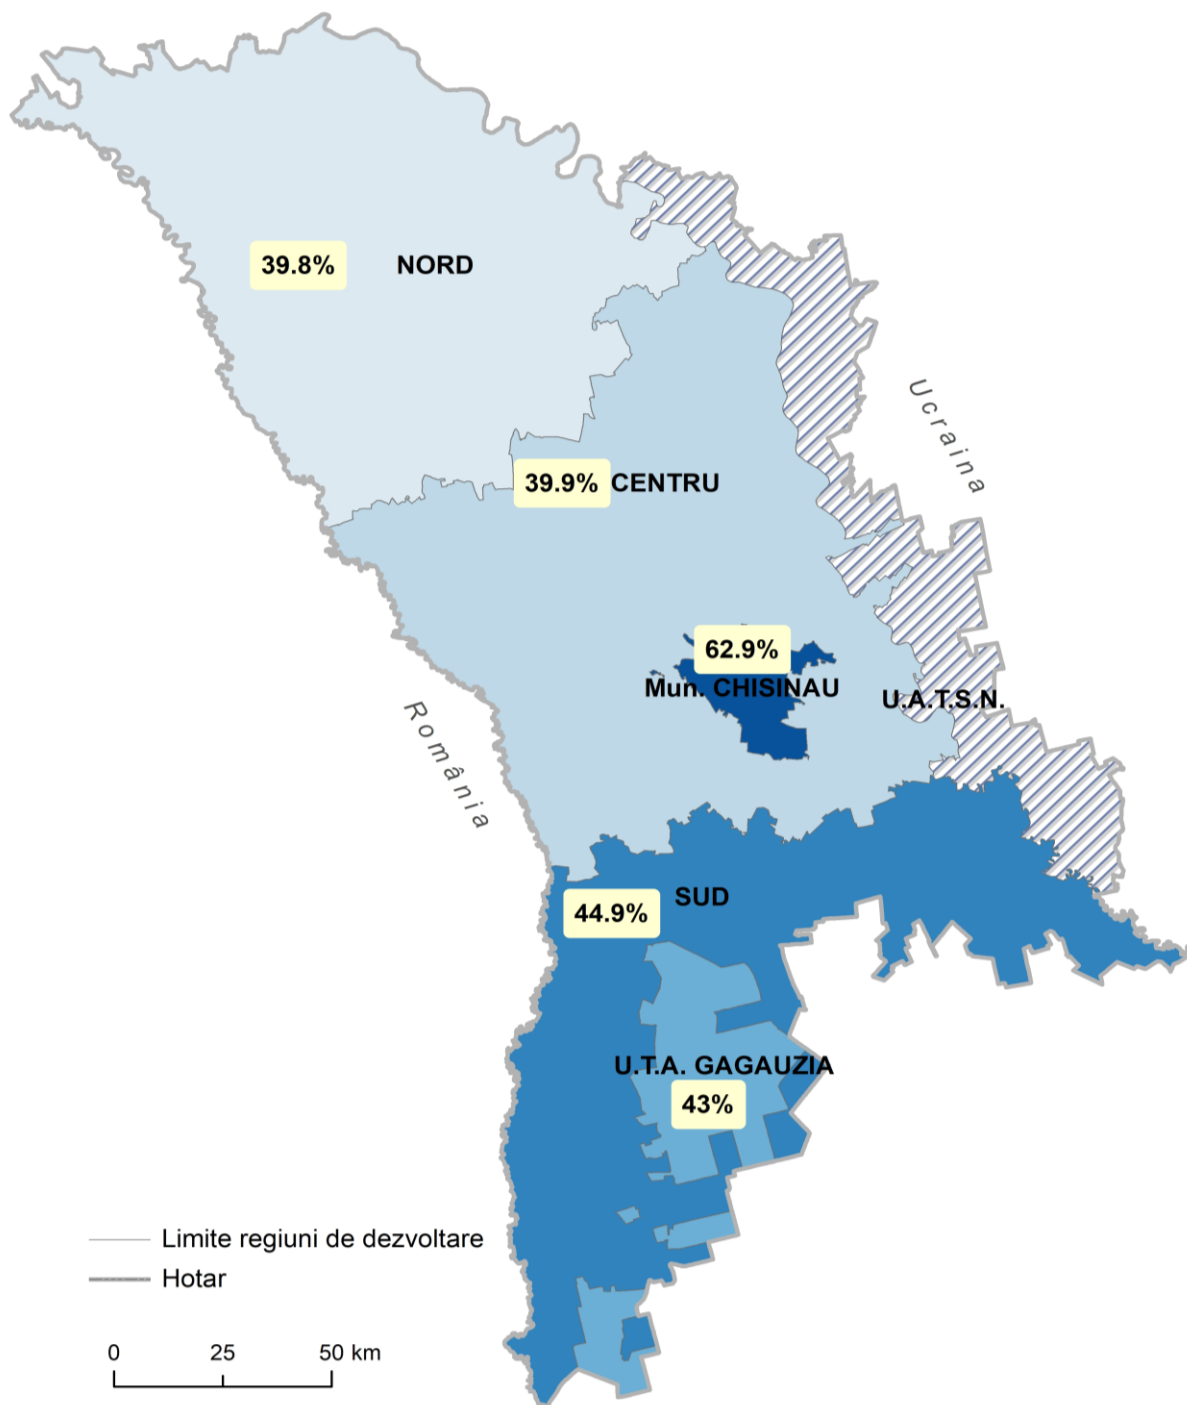 39.8%
NORD
Ucraina
39.9%
CENTRU
62.9%
Mun. CHISINAU
U.A.T.S.N.
România
SUD
44.9%
U.T.A. GAGAUZIA
43%
Limite regiuni de dezvoltare
Hotar
0 25 50 km